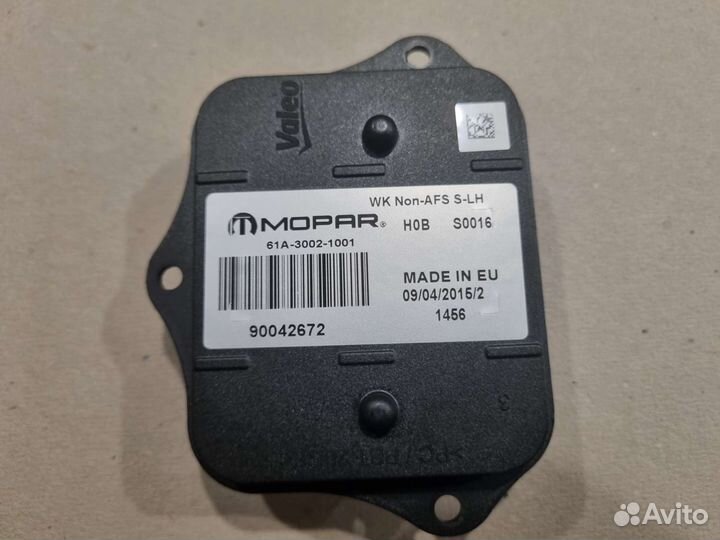 Valeo
WK Non-AFS S-LH
MOPAR® H0B S0016
61A-3002-1001
MADE IN EU
09/04/2015/2
1456
90042672
3
Avito